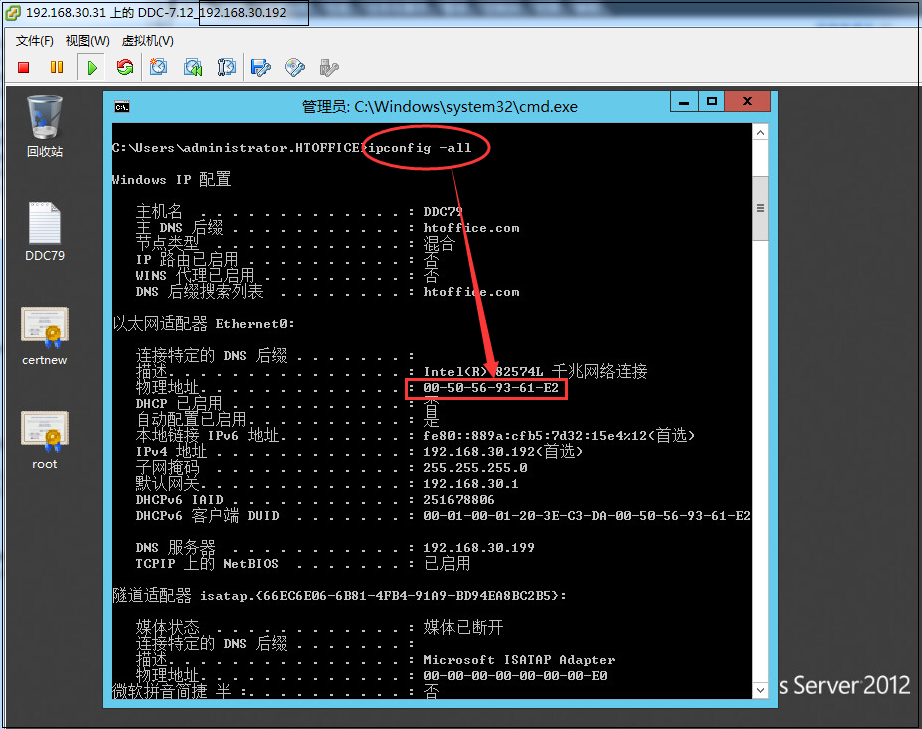 192.168.30.31 上的 DDC-7.12_192.168.30.192
文件(F) 视图(W) 虚拟机(V)
回收站
DDC79
certnew
root
管理员: C:\Windows\system32\cmd.exe
C:\Users\administrator.HTOFFICE>ipconfig -all
Windows IP 配置
主机名 . . . . . . . . . . . . . : DDC79
主 DNS 后缀 . . . . . . . . . . . : htoffice.com
节点类型 . . . . . . . . . . . . : 混合
IP 路由已启用 . . . . . . . . . . : 否
WINS 代理已启用 . . . . . . . . . : 否
DNS 后缀搜索列表 . . . . . . . . : htoffice.com
以太网适配器 Ethernet0:
连接特定的 DNS 后缀 . . . . . . . :
描述. . . . . . . . . . . . . . . : Intel(R) 82574L 千兆网络连接
物理地址. . . . . . . . . . . . . : 00-50-56-93-61-E2
DHCP 已启用 . . . . . . . . . . . : 否
自动配置已启用. . . . . . . . . . : 是
本地链接 IPv6 地址. . . . . . . . : fe80::889a:cfb5:7d32:15e4%12(首选)
IPv4 地址 . . . . . . . . . . . . : 192.168.30.192(首选)
子网掩码 . . . . . . . . . . . . : 255.255.255.0
默认网关. . . . . . . . . . . . . : 192.168.30.1
DHCPv6 IAID . . . . . . . . . . . : 251678806
DHCPv6 客户端 DUID . . . . . . . : 00-01-00-01-20-3E-C3-DA-00-50-56-93-61-E2
DNS 服务器 . . . . . . . . . . . : 192.168.30.199
TCPIP 上的 NetBIOS . . . . . . . : 已启用
隧道适配器 isatap.{66EC6E06-6B81-4FB4-91A9-BD94EA8BC2B5}:
媒体状态 . . . . . . . . . . . . : 媒体已断开
连接特定的 DNS 后缀 . . . . . . . :
描述. . . . . . . . . . . . . . . : Microsoft ISATAP Adapter
物理地址. . . . . . . . . . . . . : 00-00-00-00-00-00-00-E0
微软拼音简捷 半 :. . . . . . . . . . : 否
s Server 2012